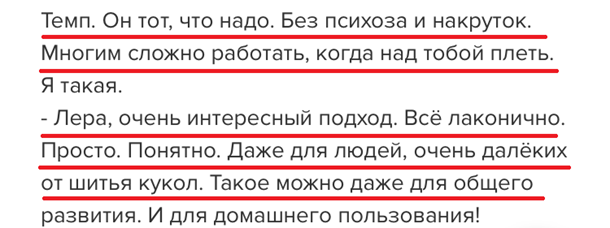 Темп. Он тот, что надо. Без психоза и накруток.
Многим сложно работать, когда над тобой плеть.
Я такая.
- Лера, очень интересный подход. Всё лаконично.
Просто. Понятно. Даже для людей, очень далёких
от шитья кукол. Такое можно даже для общего
развития. И для домашнего пользования!